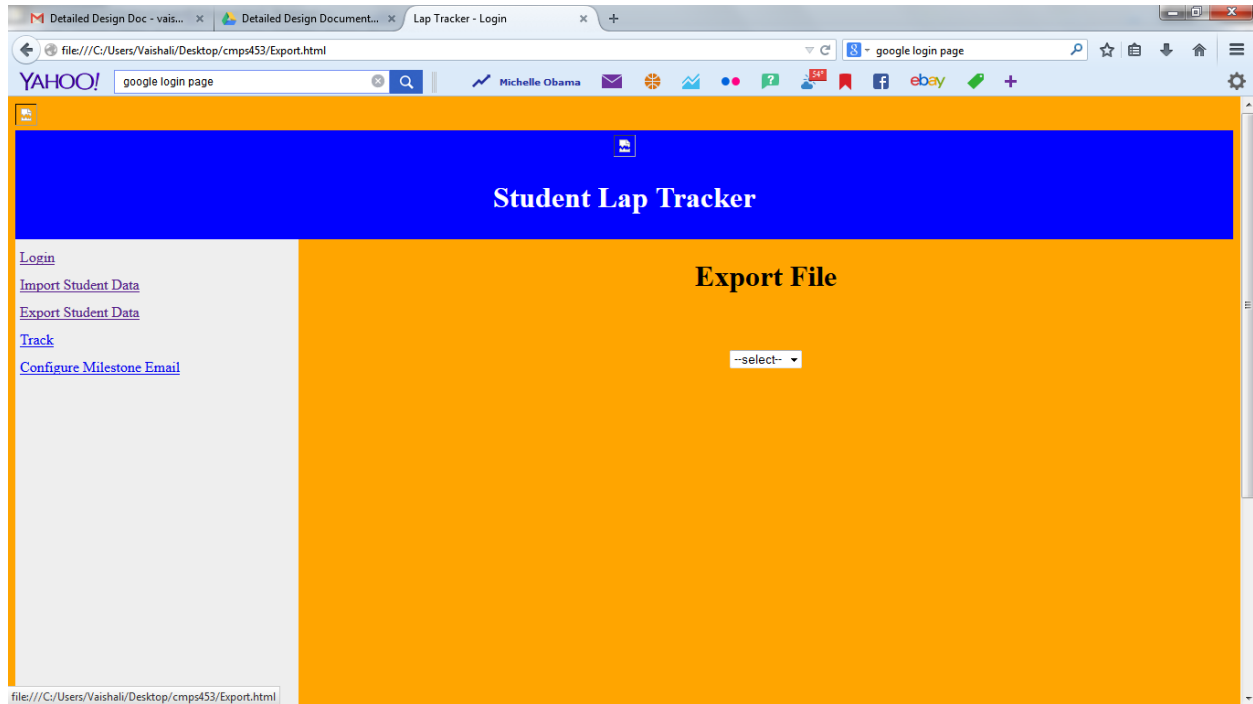 Detailed Design Doc - vais...
Detailed Design Document...
Lap Tracker - Login
file:///C:/Users/Vaishali/Desktop/cmps453/Export.html
google login page
YAHOO!
google login page
Michelle Obama
54°
ebay
Student Lap Tracker
Login
Import Student Data
Export Student Data
Track
Configure Milestone Email
Export File
--select--
file:///C:/Users/Vaishali/Desktop/cmps453/Export.html